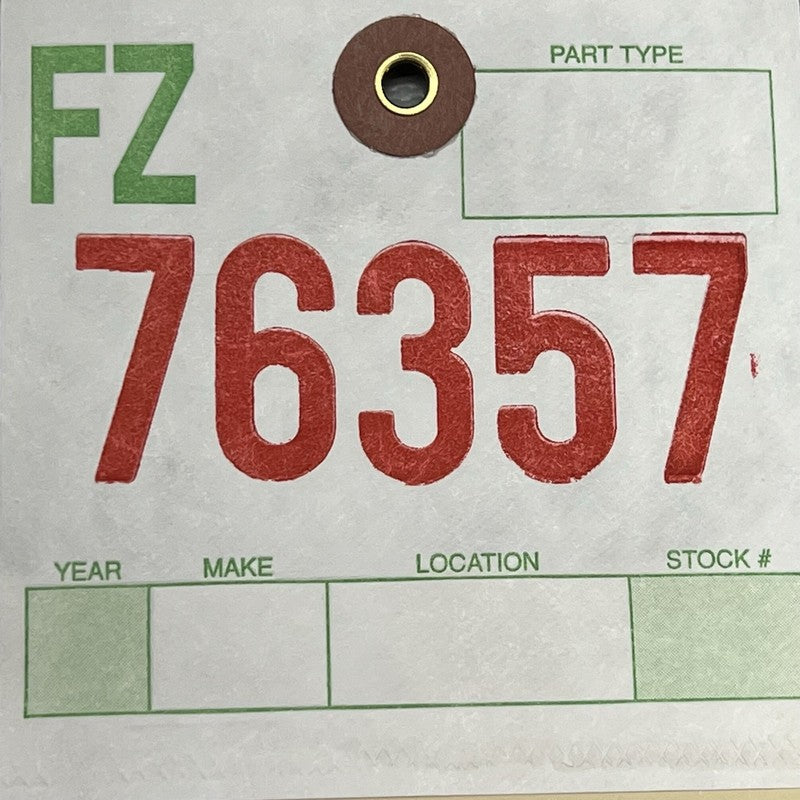 FZ
PART TYPE
76357
YEAR MAKE LOCATION STOCK #